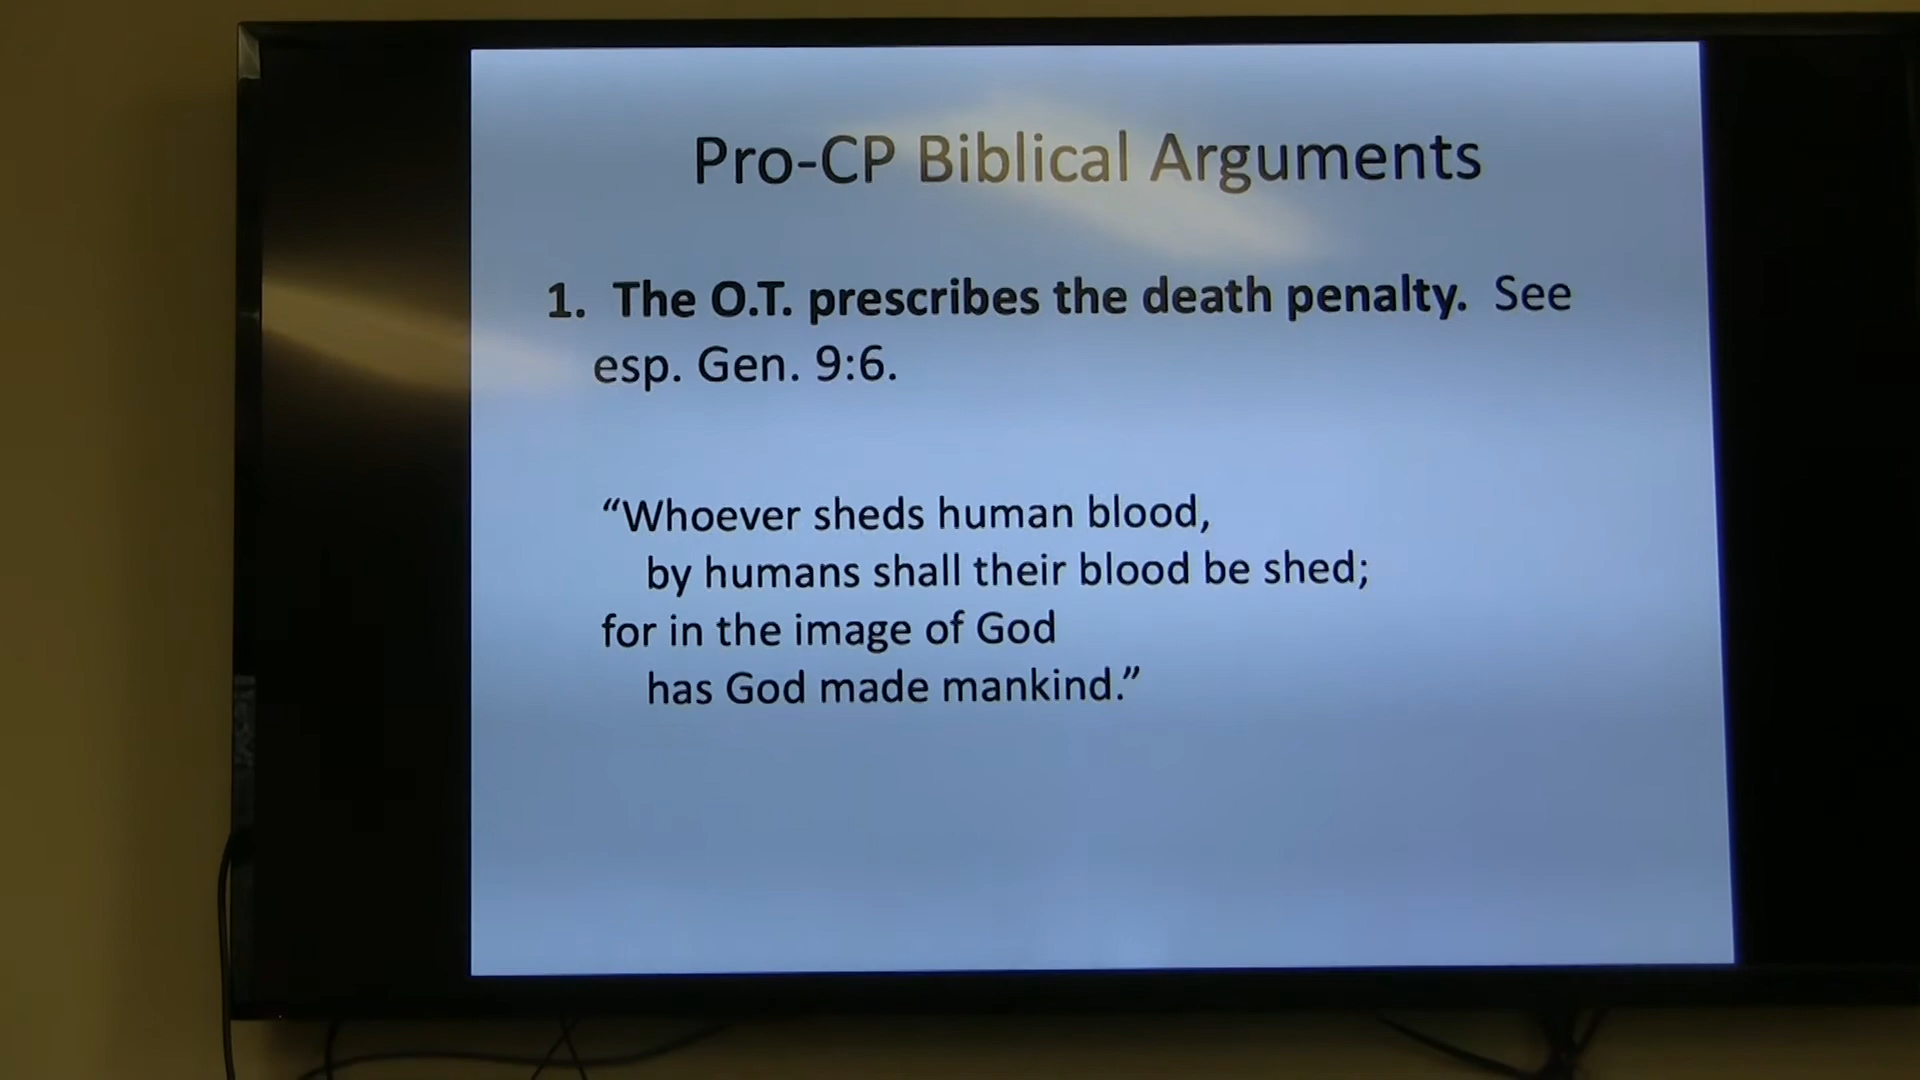 Pro-CP Biblical Arguments
1. The O.T. prescribes the death penalty. See
esp. Gen. 9:6.
“Whoever sheds human blood,
by humans shall their blood be shed;
for in the image of God
has God made mankind.”